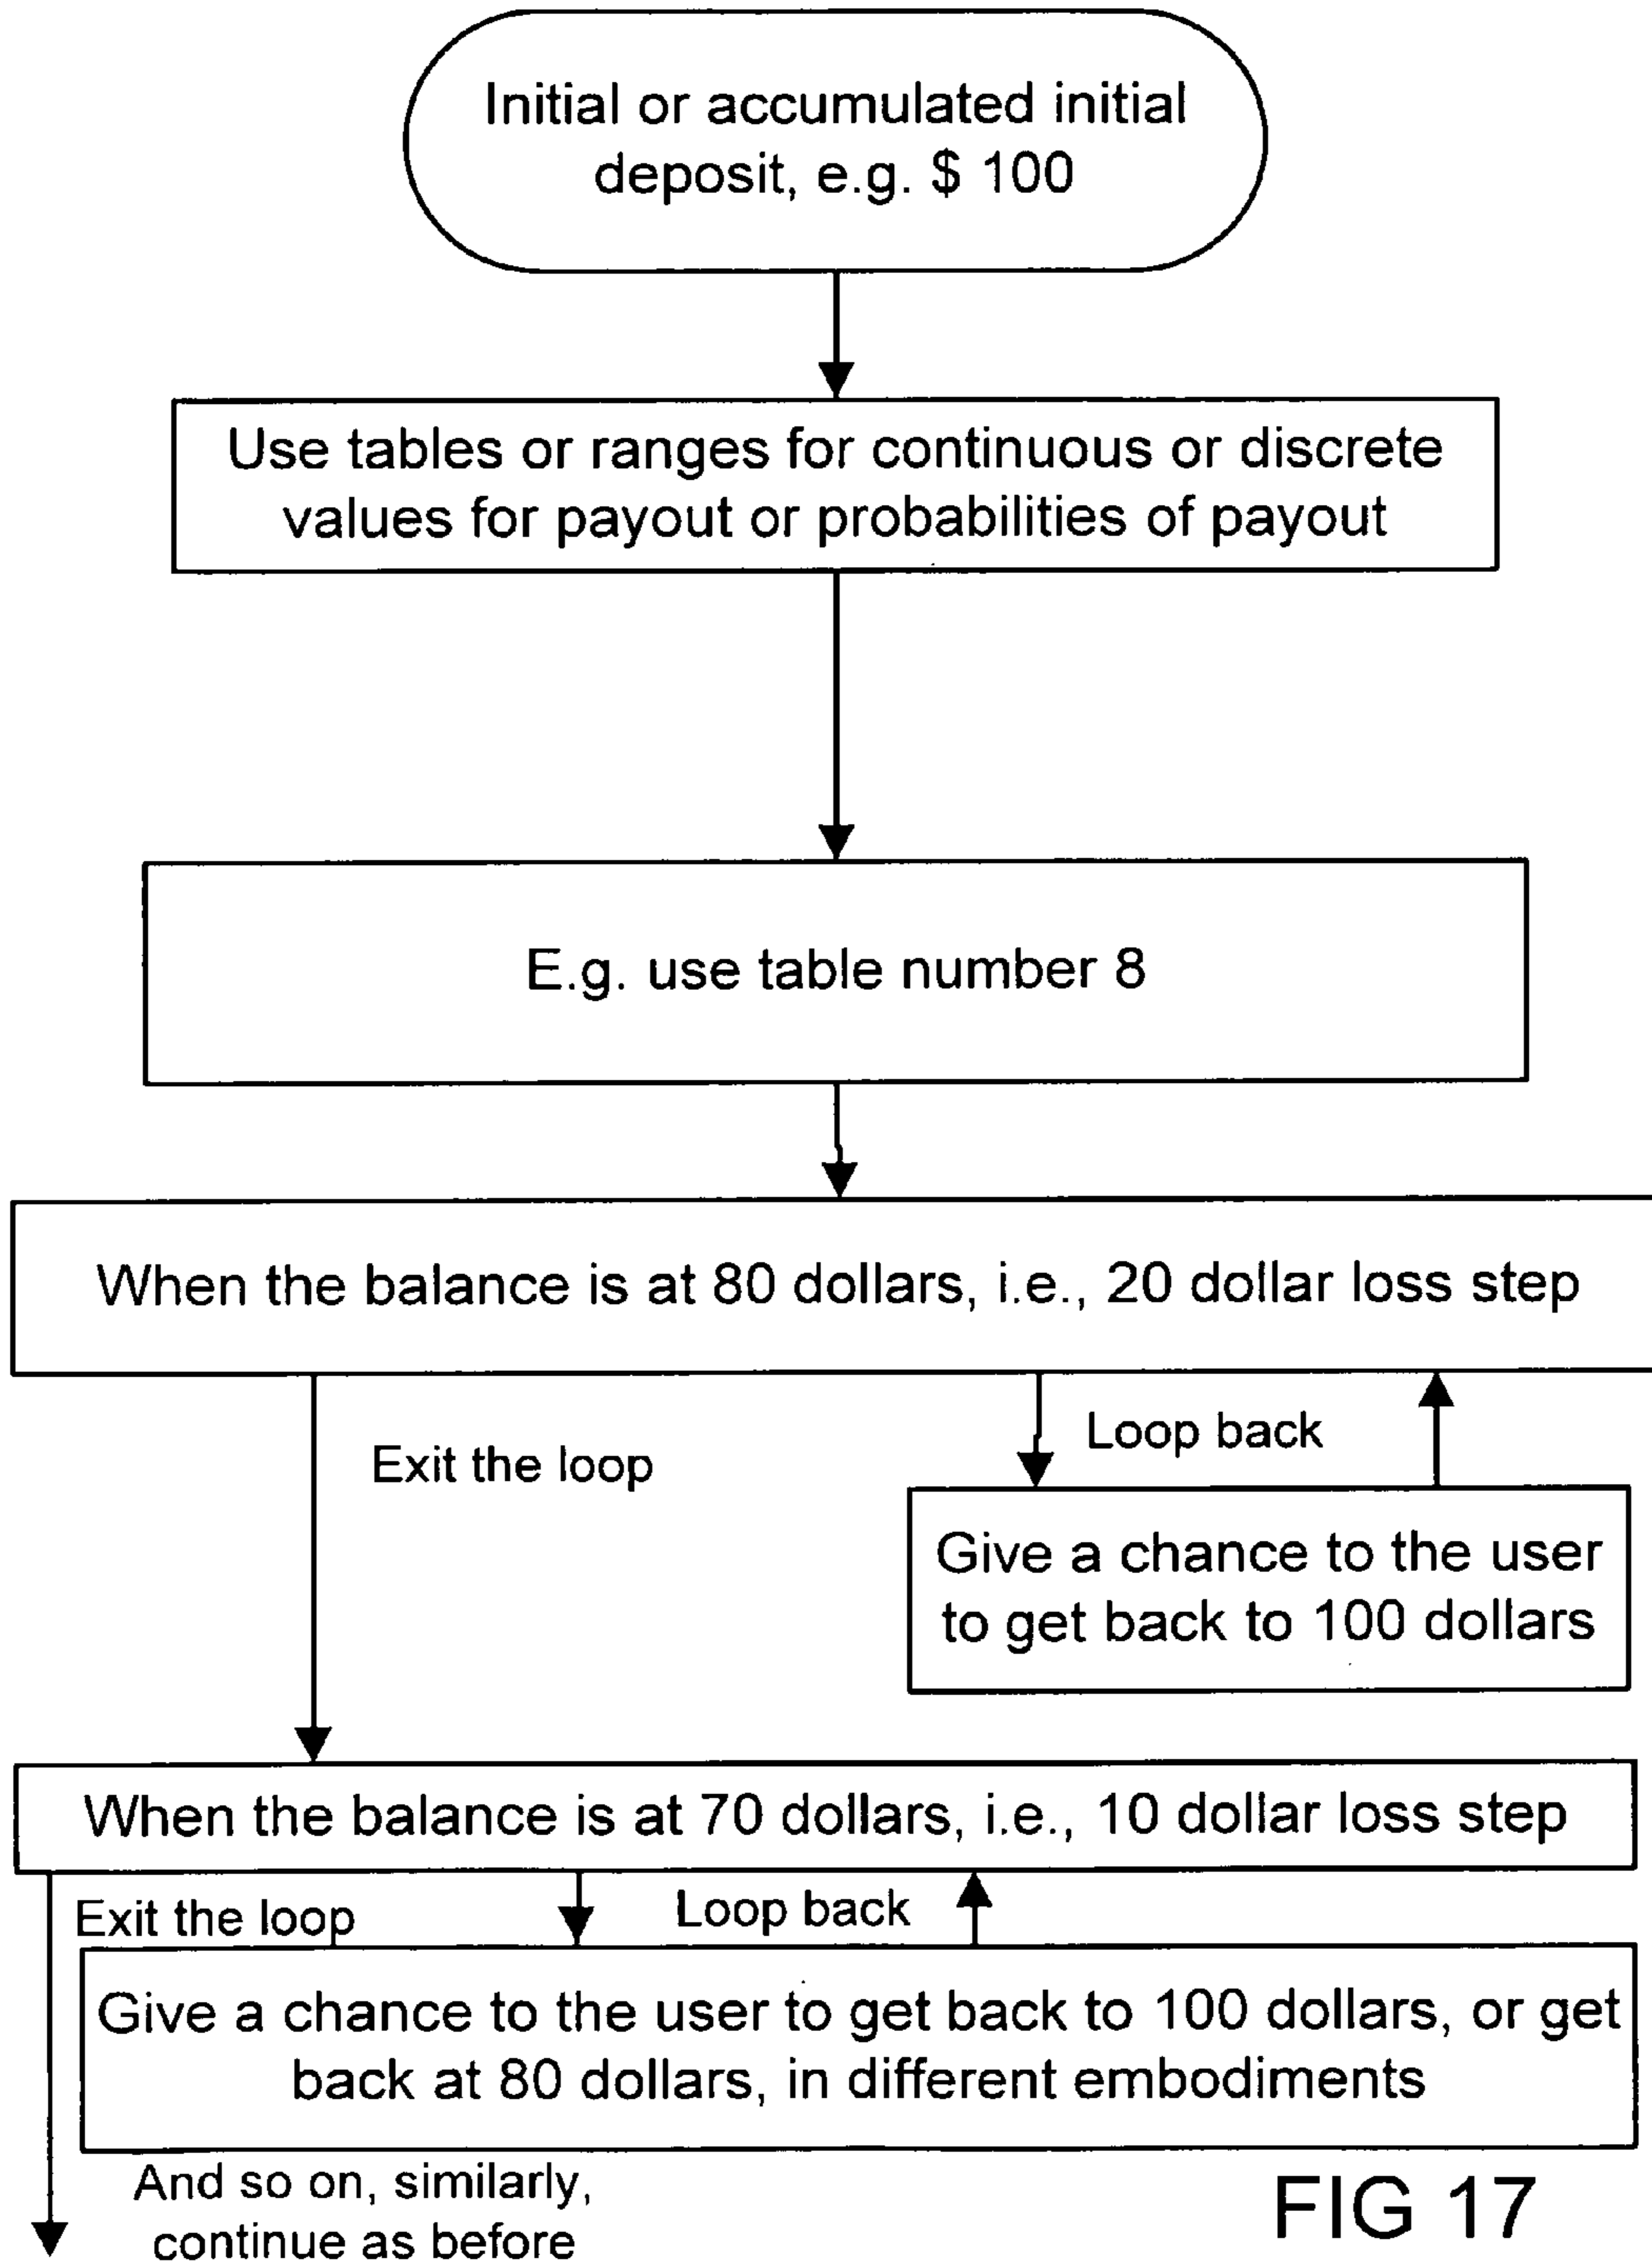 Initial or accumulated initial
deposit, e.g. $ 100
Use tables or ranges for continuous or discrete
values for payout or probabilities of payout
E.g. use table number 8
When the balance is at 80 dollars, i.e., 20 dollar loss step
Exit the loop
Loop back
Give a chance to the user
to get back to 100 dollars
When the balance is at 70 dollars, i.e., 10 dollar loss step
Exit the loop
Loop back
Give a chance to the user to get back to 100 dollars, or get
back at 80 dollars, in different embodiments
And so on, similarly,
continue as before
FIG 17